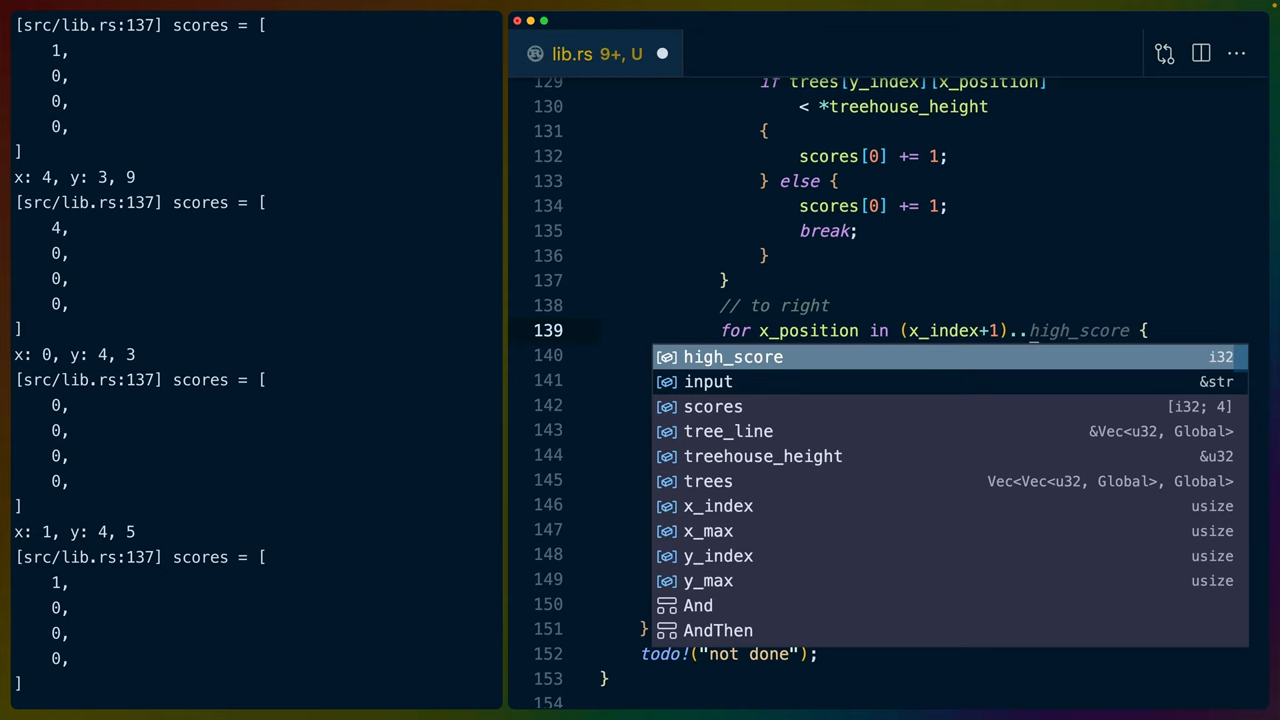 [src/lib.rs:137] scores = [
    1,
    0,
    0,
    0,
]
x: 4, y: 3, 9
[src/lib.rs:137] scores = [
    4,
    0,
    0,
    0,
]
x: 0, y: 4, 3
[src/lib.rs:137] scores = [
    0,
    0,
    0,
    0,
]
x: 1, y: 4, 5
[src/lib.rs:137] scores = [
    1,
    0,
    0,
    0,
]
lib.rs 9+, U
129 if trees[y_index][x_position]
130 < *treehouse_height
131 {
132 scores[0] += 1;
133 } else {
134 scores[0] += 1;
135 break;
136 }
137 }
138 // to right
139 for x_position in (x_index+1)..high_score {
140 high_score i32
141 input &str
142 scores [i32; 4]
143 tree_line &Vec<u32, Global>
144 treehouse_height &u32
145 trees Vec<Vec<u32, Global>, Global>
146 x_index usize
147 x_max usize
148 y_index usize
149 y_max usize
150 And
151 } AndThen
152 todo!("not done");
153 }
154